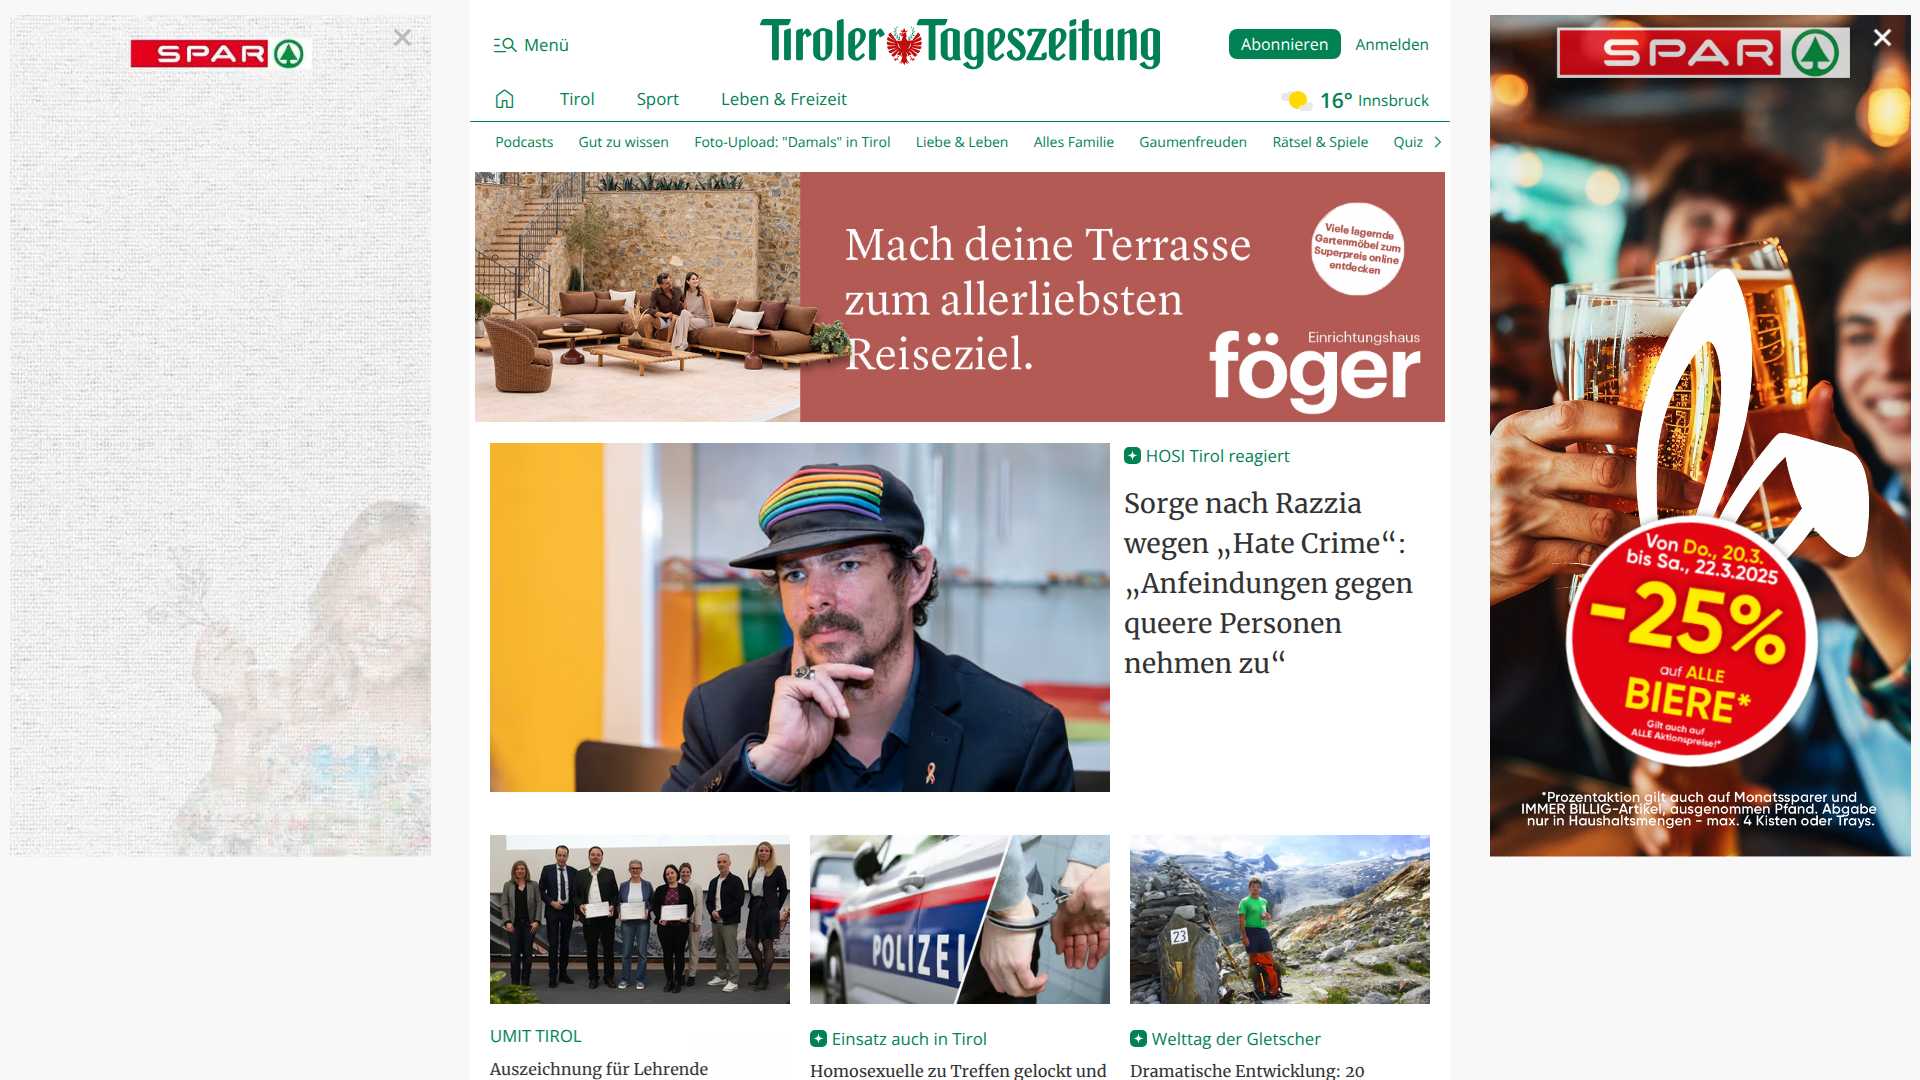 SPAR
Menü
Tiroler Tageszeitung
Abonnieren
Anmelden
Tirol
Sport
Leben & Freizeit
16° Innsbruck
Podcasts
Gut zu wissen
Foto-Upload: "Damals" in Tirol
Liebe & Leben
Alles Familie
Gaumenfreuden
Rätsel & Spiele
Quiz
Mach deine Terrasse
zum allerliebsten
Reiseziel.
Viele lagernde
Gartenmöbel zum
Superpreis online
entdecken
Einrichtungshaus
föger
HOSI Tirol reagiert
Sorge nach Razzia
wegen „Hate Crime“:
„Anfeindungen gegen
queere Personen
nehmen zu“
23
POLIZEI
UMIT TIROL
Auszeichnung für Lehrende
Einsatz auch in Tirol
Homosexuelle zu Treffen gelockt und
Welttag der Gletscher
Dramatische Entwicklung: 20
SPAR
Von Do., 20.3.
bis Sa., 22.3.2025
-25%
auf ALLE
BIERE*
Gilt auch auf
ALLE Aktionspreise!*
*Prozentaktion gilt auch auf Monatssparer und
IMMER BILLIG-Artikel, ausgenommen Pfand. Abgabe
nur in Haushaltsmengen - max. 4 Kisten oder Trays.